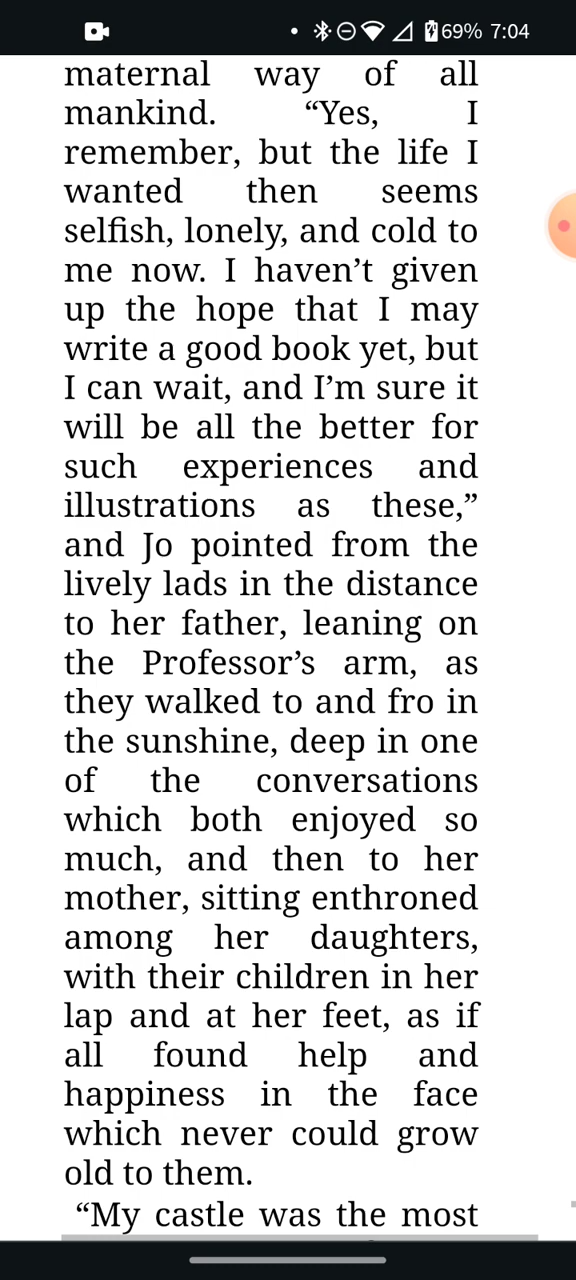 69% 7:04
maternal way of all
mankind. “Yes, I
remember, but the life I
wanted then seems
selfish, lonely, and cold to
me now. I haven’t given
up the hope that I may
write a good book yet, but
I can wait, and I’m sure it
will be all the better for
such experiences and
illustrations as these,”
and Jo pointed from the
lively lads in the distance
to her father, leaning on
the Professor’s arm, as
they walked to and fro in
the sunshine, deep in one
of the conversations
which both enjoyed so
much, and then to her
mother, sitting enthroned
among her daughters,
with their children in her
lap and at her feet, as if
all found help and
happiness in the face
which never could grow
old to them.
“My castle was the most